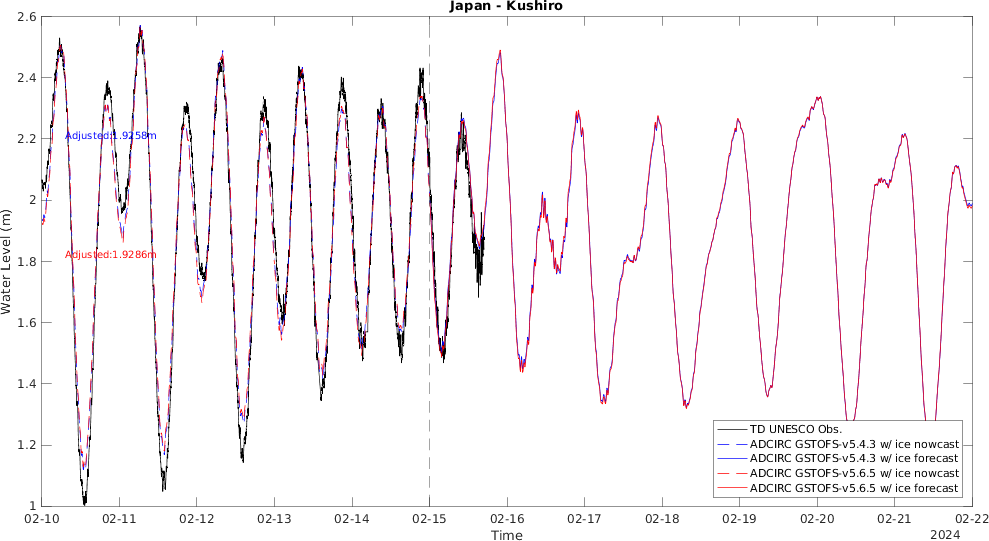 Japan - Kushiro
2.6
2.4
2.2
2
1.8
1.6
1.4
1.2
1
Water Level (m)
Adjusted:1.9258m
Adjusted:1.9286m
TD UNESCO Obs.
ADCIRC GSTOFS-v5.4.3 w/ ice nowcast
ADCIRC GSTOFS-v5.4.3 w/ ice forecast
ADCIRC GSTOFS-v5.6.5 w/ ice nowcast
ADCIRC GSTOFS-v5.6.5 w/ ice forecast
02-10 02-11 02-12 02-13 02-14 02-15 02-16 02-17 02-18 02-19 02-20 02-21 02-22
Time
2024